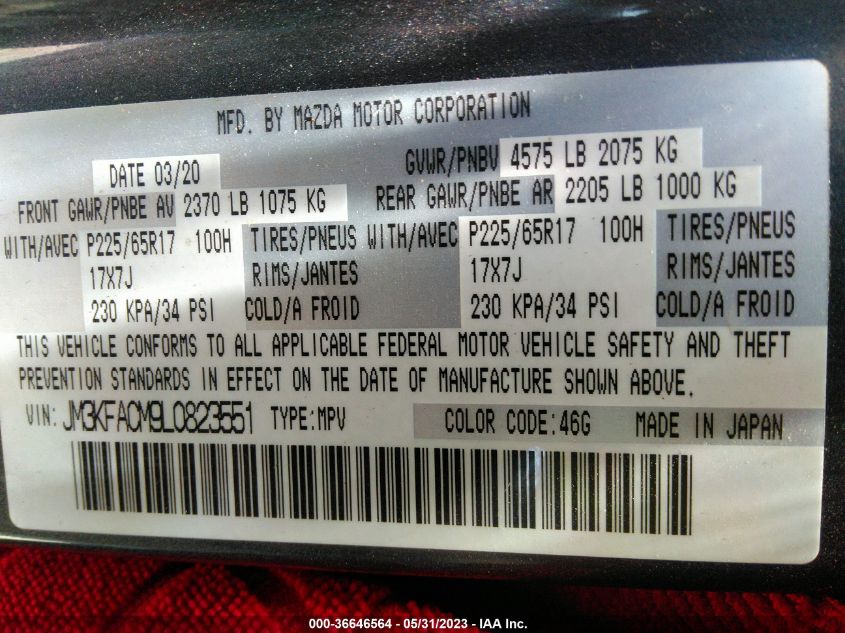 MFD. BY MAZDA MOTOR CORPORATION
DATE 03/20 GVWR/PNBV 4575 LB 2075 KG
FRONT GAWR/PNBE AV 2370 LB 1075 KG REAR GAWR/PNBE AR 2205 LB 1000 KG
WITH/AVEC P225/65R17 100H TIRES/PNEUS WITH/AVEC P225/65R17 100H TIRES/PNEUS
17X7J RIMS/JANTES 17X7J RIMS/JANTES
230 KPA/34 PSI COLD/A FROID 230 KPA/34 PSI COLD/A FROID
THIS VEHICLE CONFORMS TO ALL APPLICABLE FEDERAL MOTOR VEHICLE SAFETY AND THEFT
PREVENTION STANDARDS IN EFFECT ON THE DATE OF MANUFACTURE SHOWN ABOVE.
VIN: JM3KFACM9L0823551 TYPE:MPV COLOR CODE:46G MADE IN JAPAN
000-36646564 - 05/31/2023 - IAA Inc.